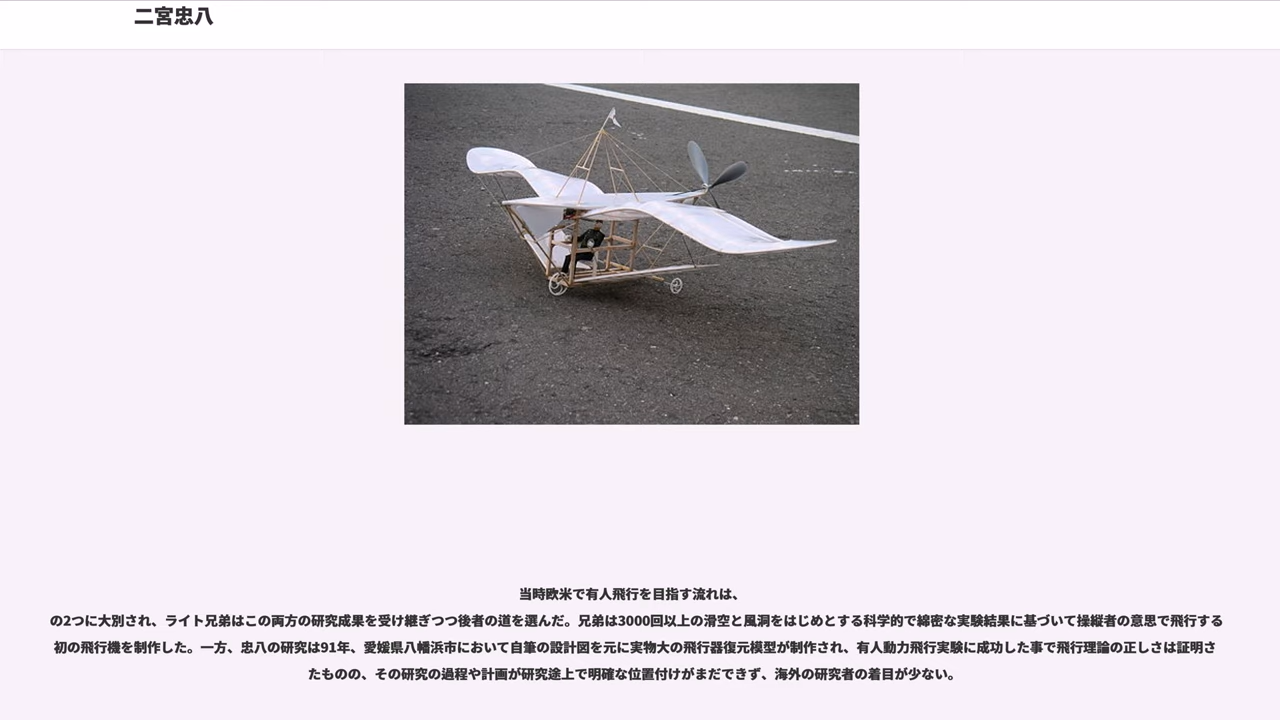 二宮忠八
当時欧米で有人飛行を目指す流れは、
の2つに大別され、ライト兄弟はこの両方の研究成果を受け継ぎつつ後者の道を選んだ。兄弟は3000回以上の滑空と風洞をはじめとする科学的で綿密な実験結果に基づいて操縦者の意思で飛行する
初の飛行機を制作した。一方、忠八の研究は91年、愛媛県八幡浜市において自筆の設計図を元に実物大の飛行器復元模型が制作され、有人動力飛行実験に成功した事で飛行理論の正しさは証明さ
たものの、その研究の過程や計画が研究途上で明確な位置付けがまだできず、海外の研究者の着目が少ない。